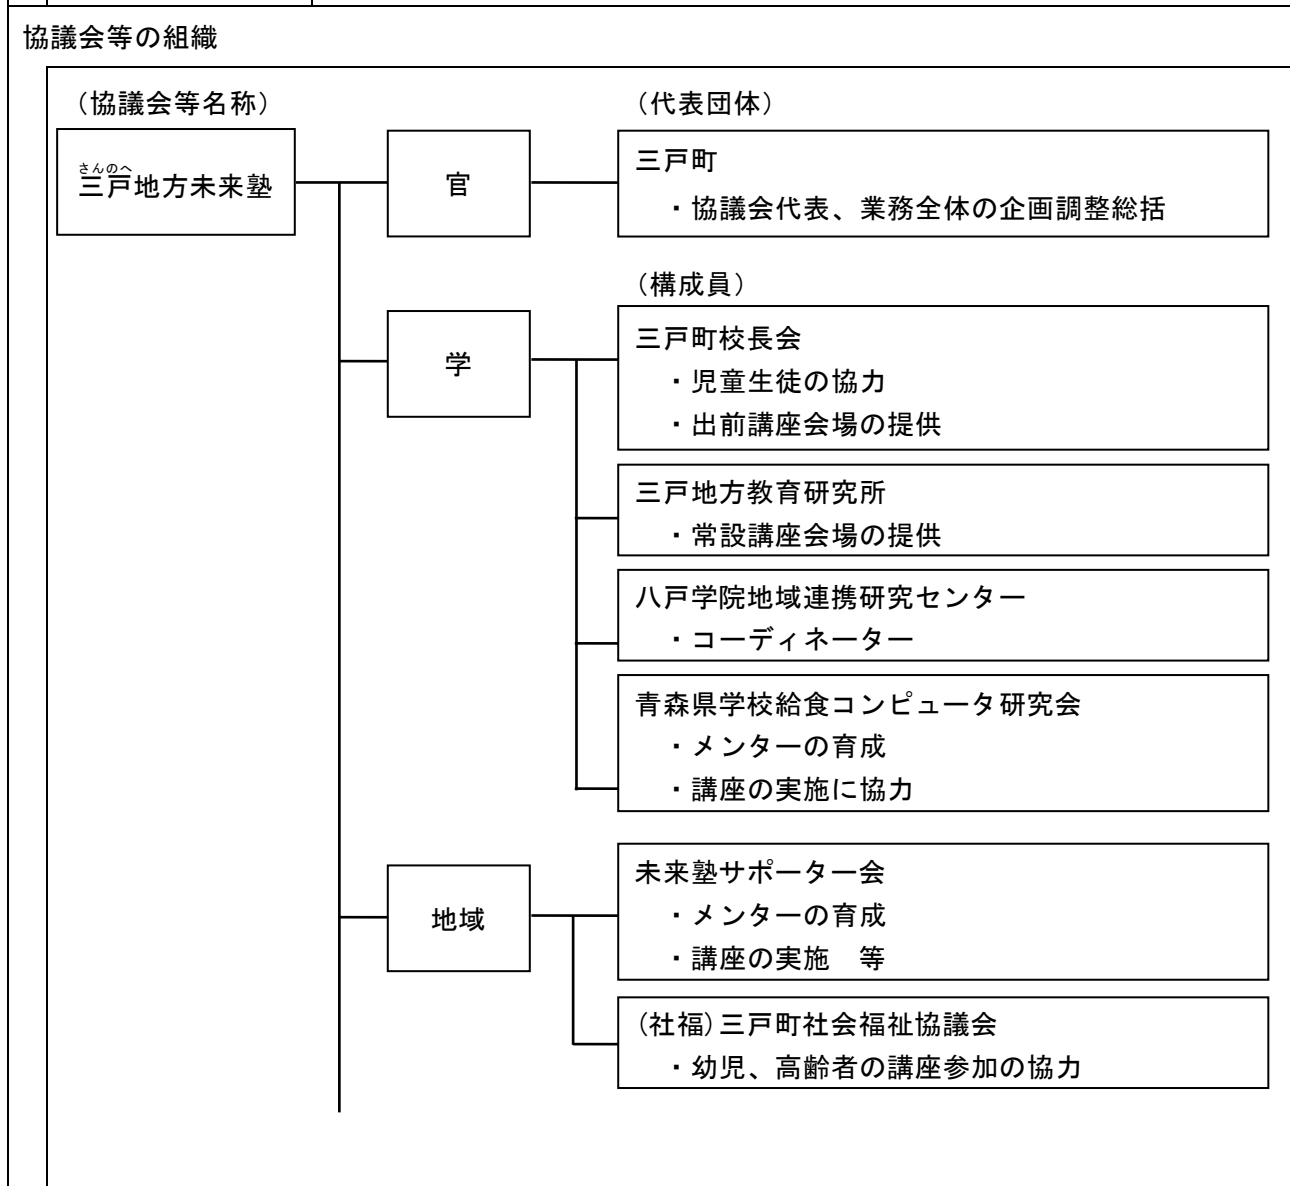 協議会等の組織
（協議会等名称）
（代表団体）
さんのへ
三戸地方未来塾
官
三戸町
・協議会代表、業務全体の企画調整総括
（構成員）
学
三戸町校長会
・児童生徒の協力
・出前講座会場の提供
三戸地方教育研究所
・常設講座会場の提供
八戸学院地域連携研究センター
・コーディネーター
青森県学校給食コンピュータ研究会
・メンターの育成
・講座の実施に協力
地域
未来塾サポーター会
・メンターの育成
・講座の実施　等
(社福)三戸町社会福祉協議会
・幼児、高齢者の講座参加の協力